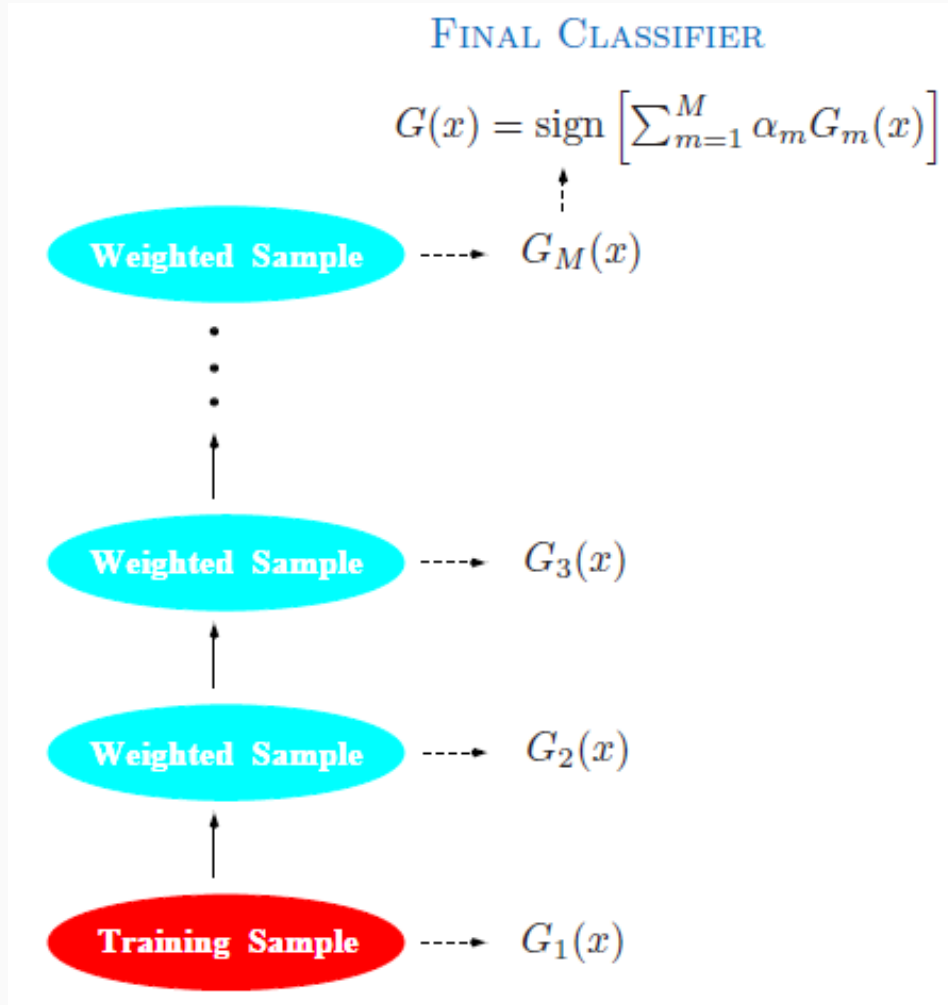 FINAL CLASSIFIER
G(x) = sign [∑_{m=1}^{M} α_m G_m(x)]
Weighted Sample
G_M(x)
Weighted Sample
G_3(x)
Weighted Sample
G_2(x)
Training Sample
G_1(x)